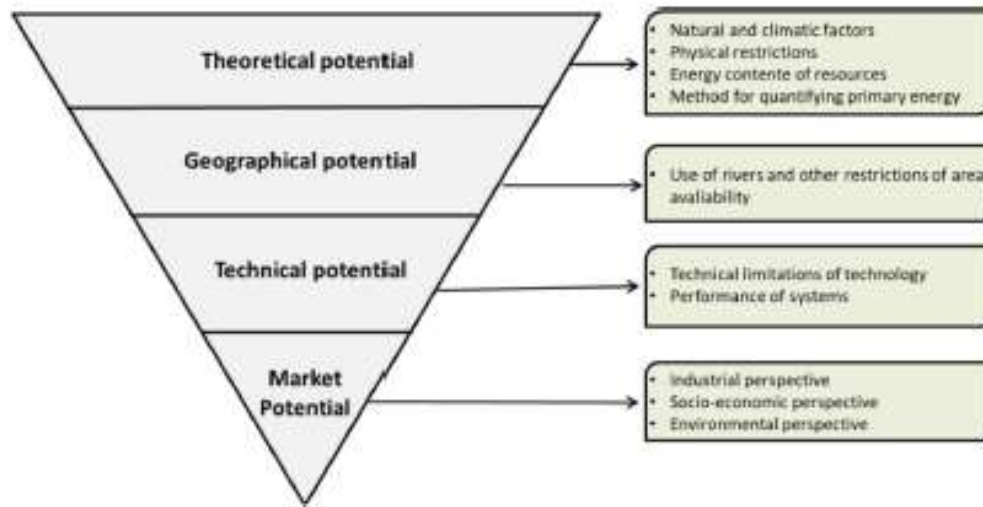 Theoretical potential
• Natural and climatic factors
• Physical restrictions
• Energy contente of resources
• Method for quantifying primary energy
Geographical potential
• Use of rivers and other restrictions of area
avaliability
Technical potential
• Technical limitations of technology
• Performance of systems
Market
Potential
• Industrial perspective
• Socio-economic perspective
• Environmental perspective